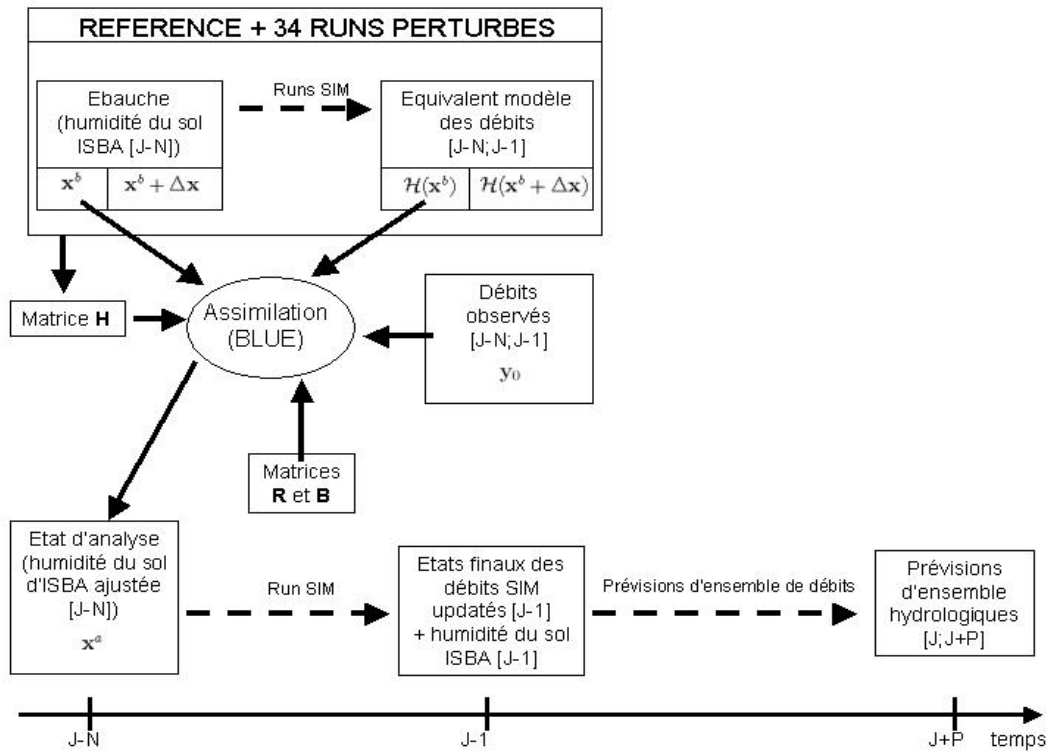 REFERENCE + 34 RUNS PERTURBES
Ebauche
(humidité du sol
ISBA [J-N])
x^b
x^b + Δx
Runs SIM
Equivalent modèle
des débits
[J-N;J-1]
H(x^b)
H(x^b + Δx)
Matrice H
Assimilation
(BLUE)
Débits
observés
[J-N;J-1]
y₀
Matrices
R et B
Etat d'analyse
(humidité du sol
d'ISBA ajustée
[J-N])
x^a
Run SIM
Etats finaux des
débits SIM
updatés [J-1]
+ humidité du sol
ISBA [J-1]
Prévisions d'ensemble de débits
Prévisions
d'ensemble
hydrologiques
[J;J+P]
J-N
J-1
J+P
temps